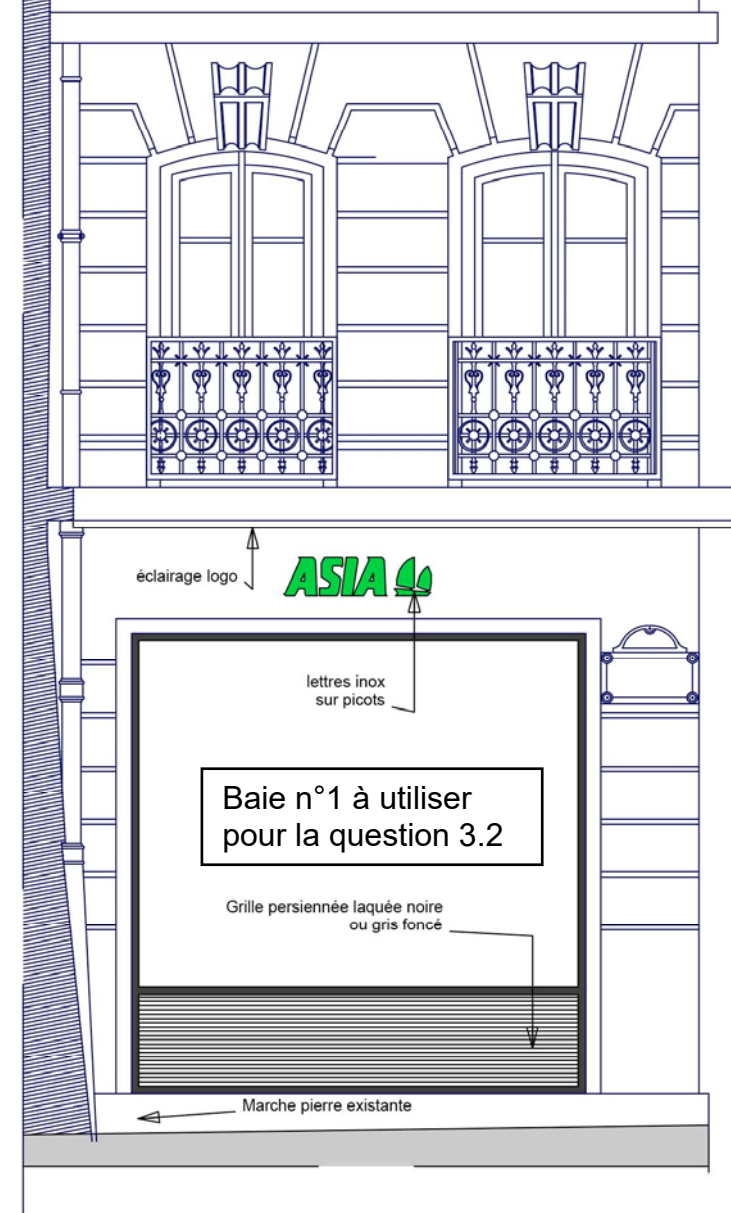 éclairage logo
ASIA
lettres inox
sur picots
Baie n°1 à utiliser
pour la question 3.2
Grille persiennée laquée noire
ou gris foncé
Marche pierre existante